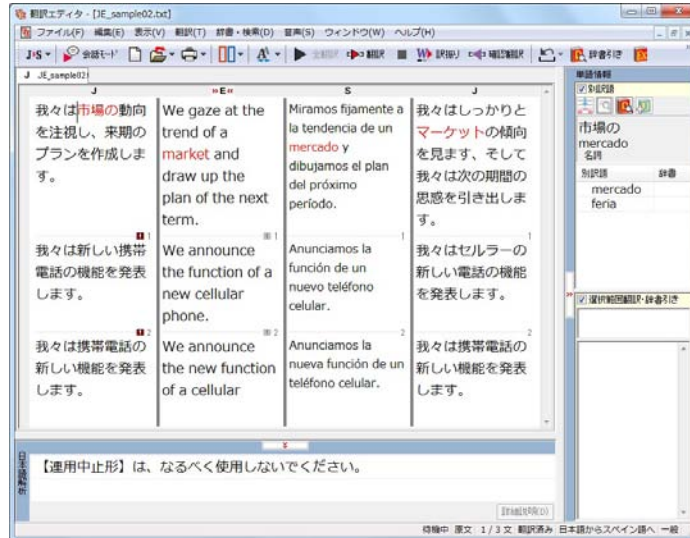 翻訳エディタ - [JE_sample02.txt]
ファイル(F) 編集(E) 表示(V) 翻訳(T) 辞書・検索(D) 音声(S) ウィンドウ(W) ヘルプ(H)
J▸S 会話ﾓｰﾄﾞ 翻訳 訳振り 確認翻訳 辞書引き
J JE_sample02
J »E« S J
我々は市場の動向
を注視し、来期の
プランを作成しま
す。
We gaze at the
trend of a
market and
draw up the
plan of the next
term.
Miramos fijamente a
la tendencia de un
mercado y
dibujamos el plan
del próximo
período.
我々はしっかりと
マーケットの傾向
を見ます、そして
我々は次の期間の
思惑を引き出しま
す。
1 1 1 1
我々は新しい携帯
電話の機能を発表
します。
We announce
the function of a
new cellular
phone.
Anunciamos la
función de un
nuevo teléfono
celular.
我々はセルラーの
新しい電話の機能
を発表します。
2 2 2 2
我々は携帯電話の
新しい機能を発表
します。
We announce
the new function
of a cellular
Anunciamos la
nueva función de un
teléfono celular.
我々は携帯電話の
新しい機能を発表
します。
単語情報
別訳語
市場の
mercado
名詞
別訳語 辞書
mercado
feria
選択範囲翻訳・辞書引き
日本語解析
【連用中止形】は、なるべく使用しないでください。
詳細説明(O)
待機中 原文 1 / 3 文 翻訳済み 日本語からスペイン語へ 一般